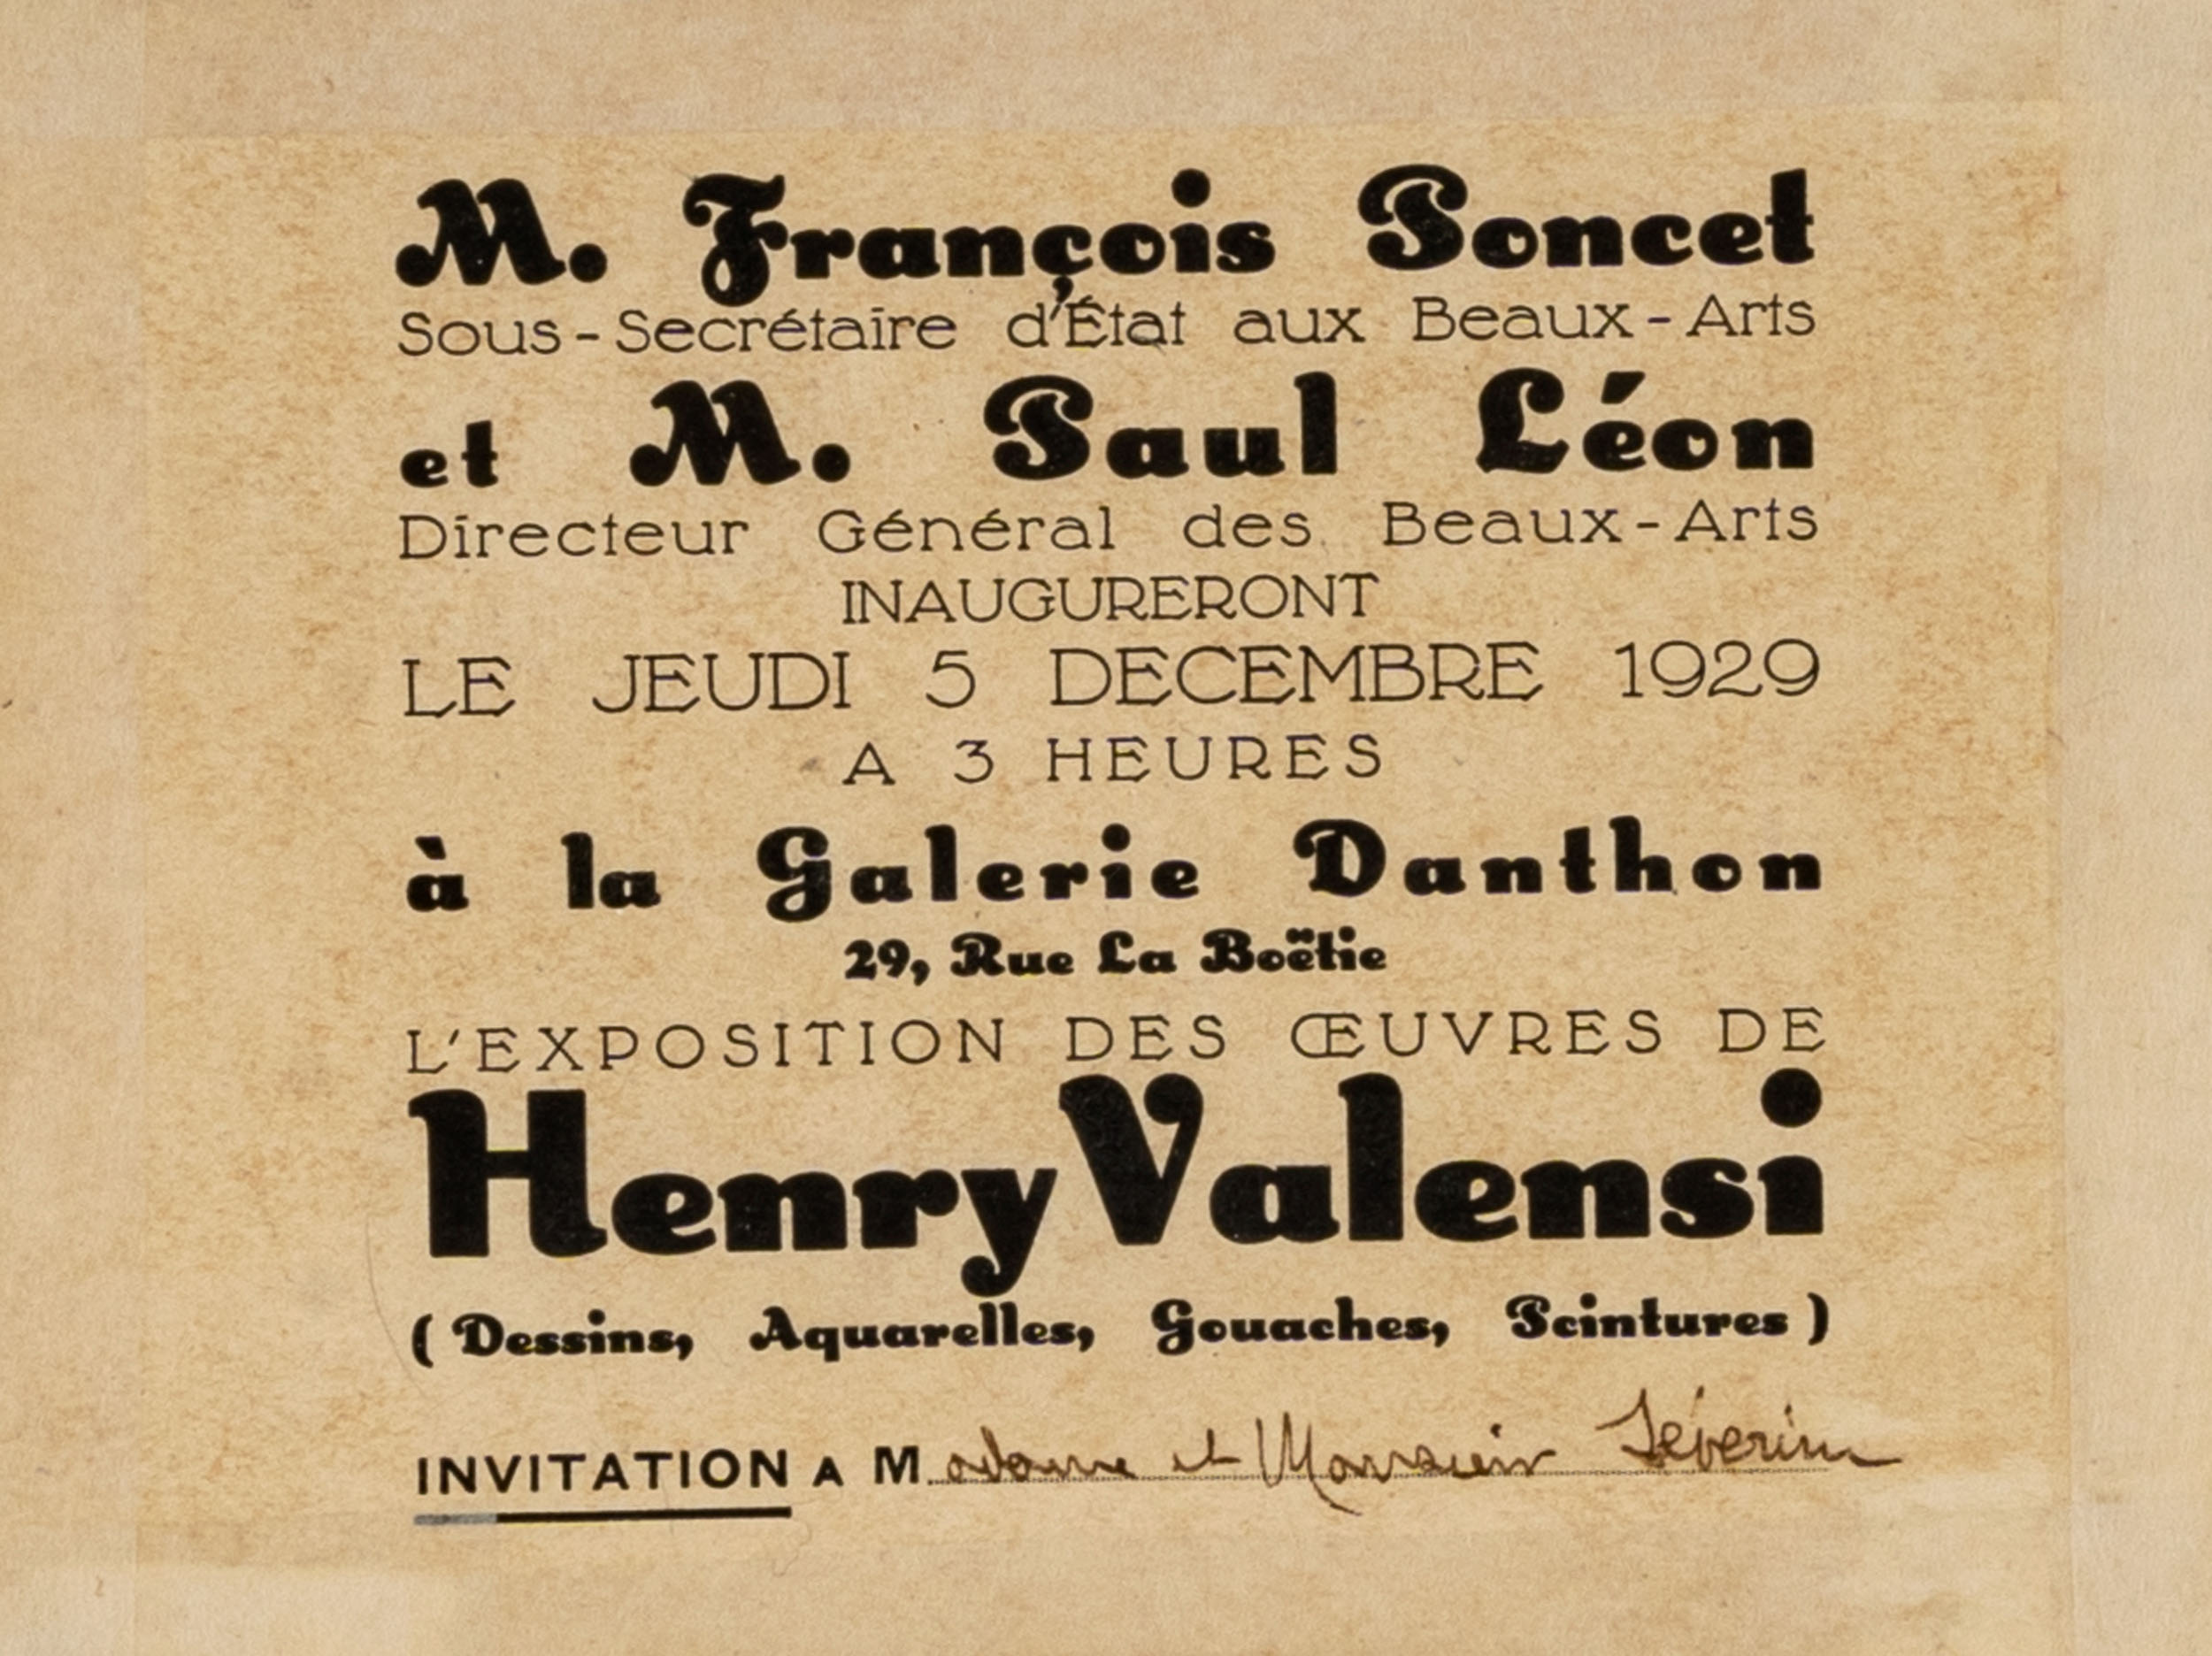 M. François Poncet
Sous-Secrétaire d'État aux Beaux-Arts
et M. Paul Léon
Directeur Général des Beaux-Arts
INAUGURERONT
LE JEUDI 5 DECEMBRE 1929
A 3 HEURES
à la Galerie Danthon
29, Rue La Boëtie
L'EXPOSITION DES ŒUVRES DE
Henry Valensi
(Dessins, Aquarelles, Gouaches, Peintures)
INVITATION A Madame et Monsieur Séverin